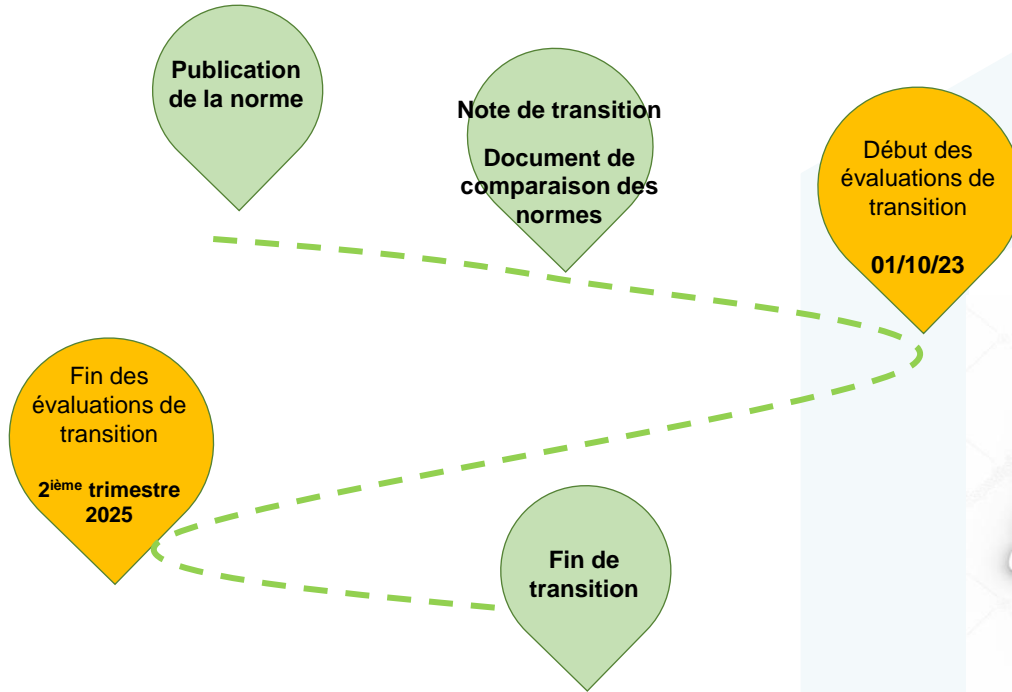 Publication
de la norme
Note de transition
Document de
comparaison des
normes
Début des
évaluations de
transition
01/10/23
Fin des
évaluations de
transition
2ième trimestre
2025
Fin de
transition